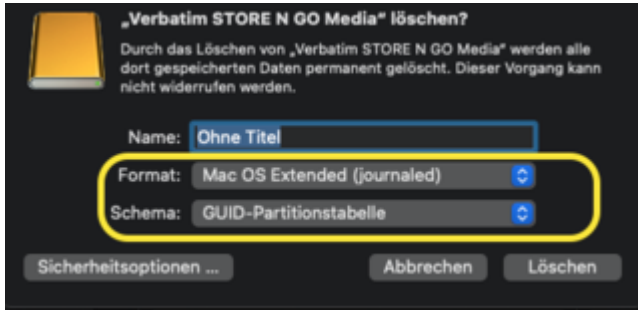 „Verbatim STORE N GO Media“ löschen?
Durch das Löschen von „Verbatim STORE N GO Media“ werden alle
dort gespeicherten Daten permanent gelöscht. Dieser Vorgang kann
nicht widerrufen werden.
Name: Ohne Titel
Format: Mac OS Extended (journaled)
Schema: GUID-Partitionstabelle
Sicherheitsoptionen ... Abbrechen Löschen